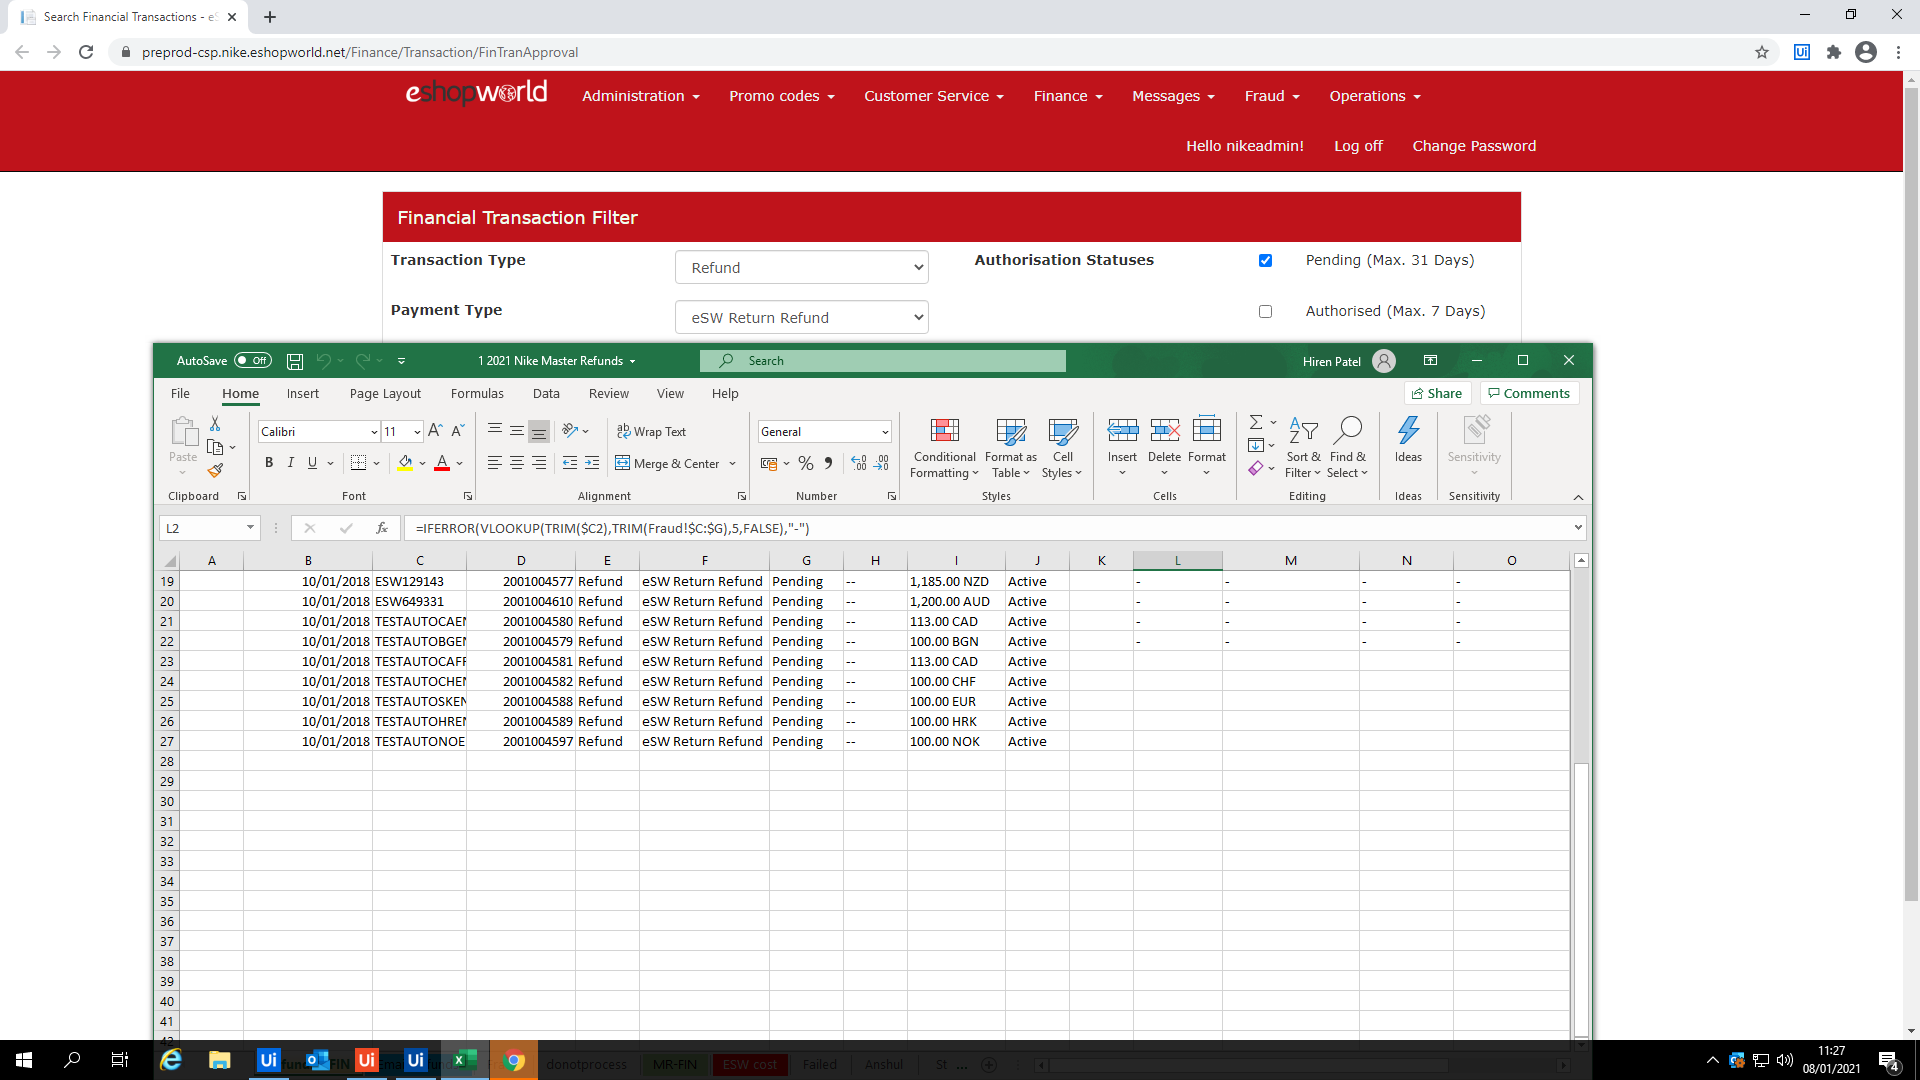 Search Financial Transactions - eS
preprod-csp.nike.eshopworld.net/Finance/Transaction/FinTranApproval
eshopworld Administration Promo codes Customer Service Finance Messages Fraud Operations
Hello nikeadmin! Log off Change Password
Financial Transaction Filter
Transaction Type Refund Authorisation Statuses Pending (Max. 31 Days)
Payment Type eSW Return Refund Authorised (Max. 7 Days)
AutoSave Off 1 2021 Nike Master Refunds Search Hiren Patel
File Home Insert Page Layout Formulas Data Review View Help Share Comments
Paste Calibri 11 Wrap Text General Conditional Formatting Format as Table Cell Styles Insert Delete Format Sort & Filter Find & Select Ideas Sensitivity
B I U Merge & Center % 
Clipboard Font Alignment Number Styles Cells Editing Ideas Sensitivity
L2 fx =IFERROR(VLOOKUP(TRIM($C2),TRIM(Fraud!$C:$G),5,FALSE),"-")
A B C D E F G H I J K L M N O
19 10/01/2018 ESW129143 2001004577 Refund eSW Return Refund Pending -- 1,185.00 NZD Active - - - -
20 10/01/2018 ESW649331 2001004610 Refund eSW Return Refund Pending -- 1,200.00 AUD Active - - - -
21 10/01/2018 TESTAUTOCAEN 2001004580 Refund eSW Return Refund Pending -- 113.00 CAD Active - - - -
22 10/01/2018 TESTAUTOBGEN 2001004579 Refund eSW Return Refund Pending -- 100.00 BGN Active - - - -
23 10/01/2018 TESTAUTOCAFR 2001004581 Refund eSW Return Refund Pending -- 113.00 CAD Active
24 10/01/2018 TESTAUTOCHEN 2001004582 Refund eSW Return Refund Pending -- 100.00 CHF Active
25 10/01/2018 TESTAUTOSKEN 2001004588 Refund eSW Return Refund Pending -- 100.00 EUR Active
26 10/01/2018 TESTAUTOHREN 2001004589 Refund eSW Return Refund Pending -- 100.00 HRK Active
27 10/01/2018 TESTAUTONOE 2001004597 Refund eSW Return Refund Pending -- 100.00 NOK Active
28
29
30
31
32
33
34
35
36
37
38
39
40
41
42
donotprocess MR-FIN ESW cost Failed Anshul St ...
11:27
08/01/2021
4